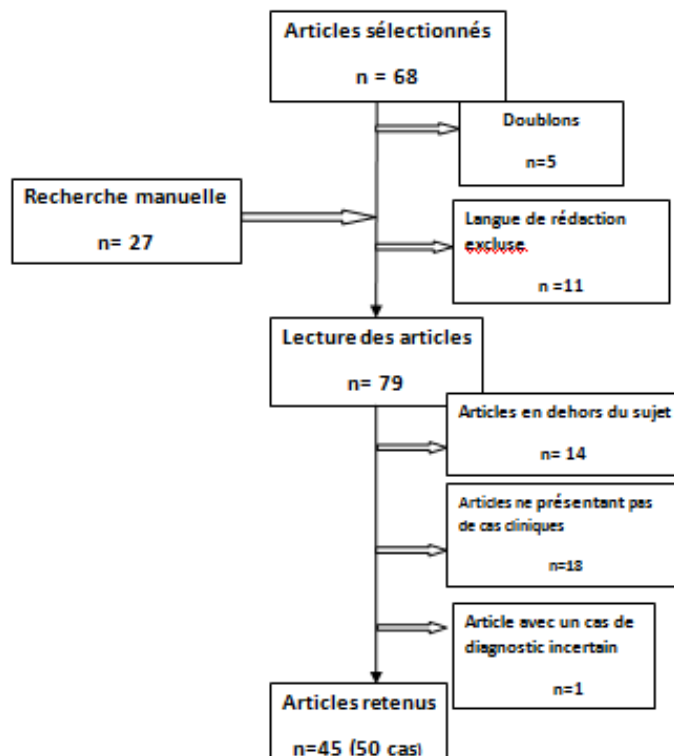 Articles sélectionnés
n = 68
Doublons
n=5
Recherche manuelle
n= 27
Langue de rédaction
excluse
n =11
Lecture des articles
n= 79
Articles en dehors du sujet
n= 14
Articles ne présentant pas
de cas cliniques
n=18
Article avec un cas de
diagnostic incertain
n=1
Articles retenus
n=45 (50 cas)